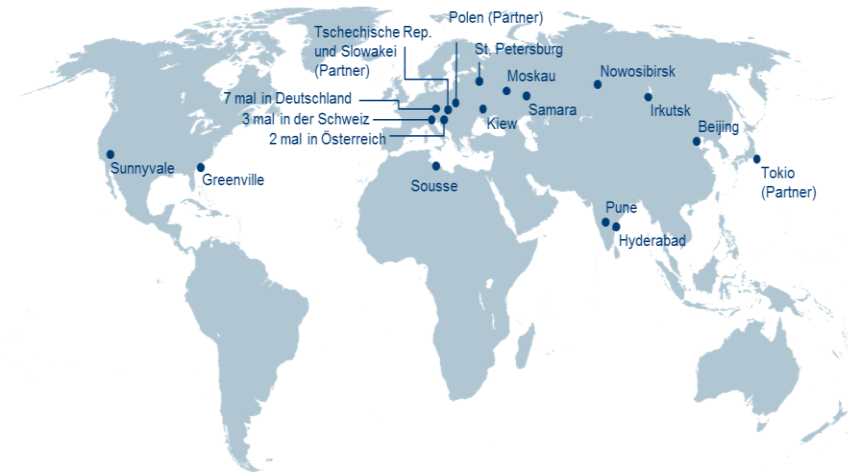 Polen (Partner)
Tschechische Rep.
und Slowakei
(Partner)
St. Petersburg
Moskau
Nowosibirsk
7 mal in Deutschland
Samara
Irkutsk
3 mal in der Schweiz
Kiew
Beijing
2 mal in Österreich
Sunnyvale
Greenville
Sousse
Tokio
(Partner)
Pune
Hyderabad